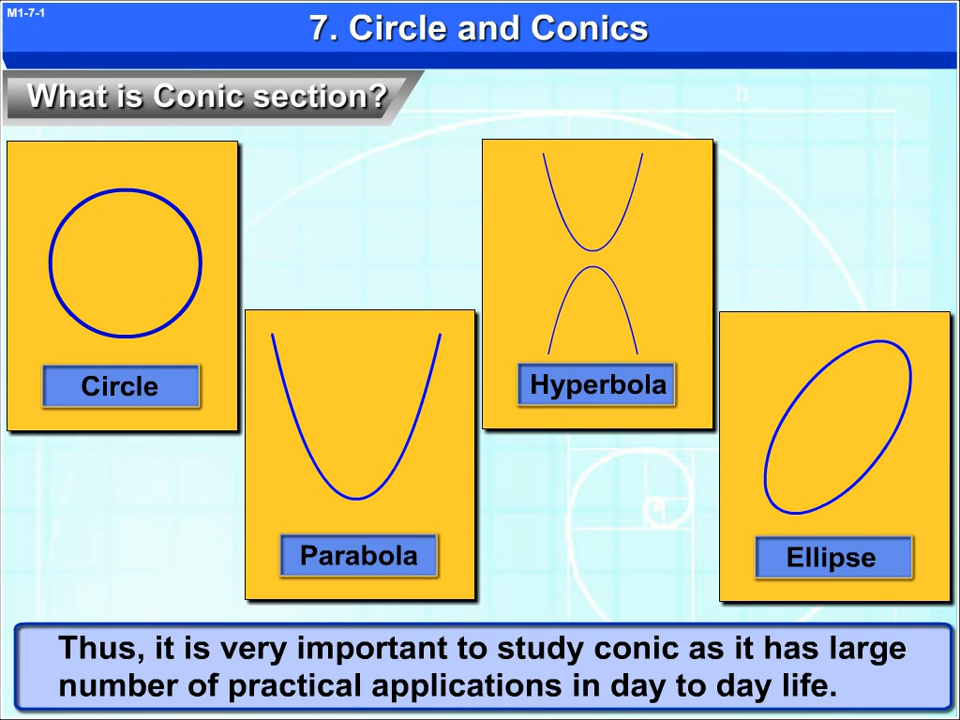 M1-7-1
7. Circle and Conics
What is Conic section?
b
Circle
Parabola
Hyperbola
Ellipse
Thus, it is very important to study conic as it has large
number of practical applications in day to day life.